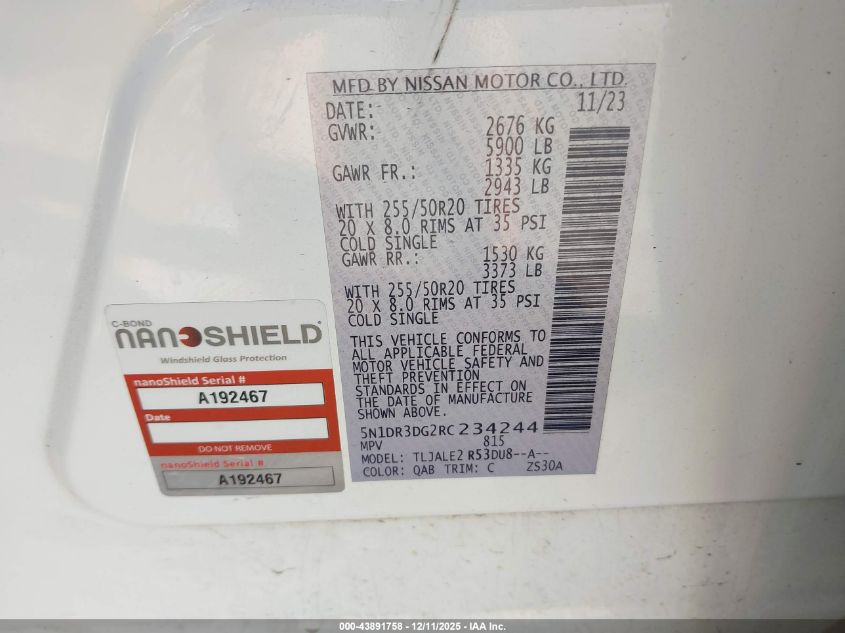 MFD BY NISSAN MOTOR CO., LTD.
DATE: 11/23
GVWR: 2676 KG
5900 LB
GAWR FR.: 1335 KG
2943 LB
WITH 255/50R20 TIRES
20 X 8.0 RIMS AT 35 PSI
COLD SINGLE
GAWR RR.: 1530 KG
3373 LB
WITH 255/50R20 TIRES
20 X 8.0 RIMS AT 35 PSI
COLD SINGLE
THIS VEHICLE CONFORMS TO
ALL APPLICABLE FEDERAL
MOTOR VEHICLE SAFETY AND
THEFT PREVENTION
STANDARDS IN EFFECT ON
THE DATE OF MANUFACTURE
SHOWN ABOVE.
5N1DR3DG2RC234244
MPV 815
MODEL: TLJALE2 R53DU8--A--
COLOR: QAB TRIM: C ZS30A
C-BOND
nanoSHIELD®
Windshield Glass Protection
nanoShield Serial #
A192467
Date
DO NOT REMOVE
nanoShield Serial #
A192467
000-43891758 - 12/11/2025 - IAA Inc.